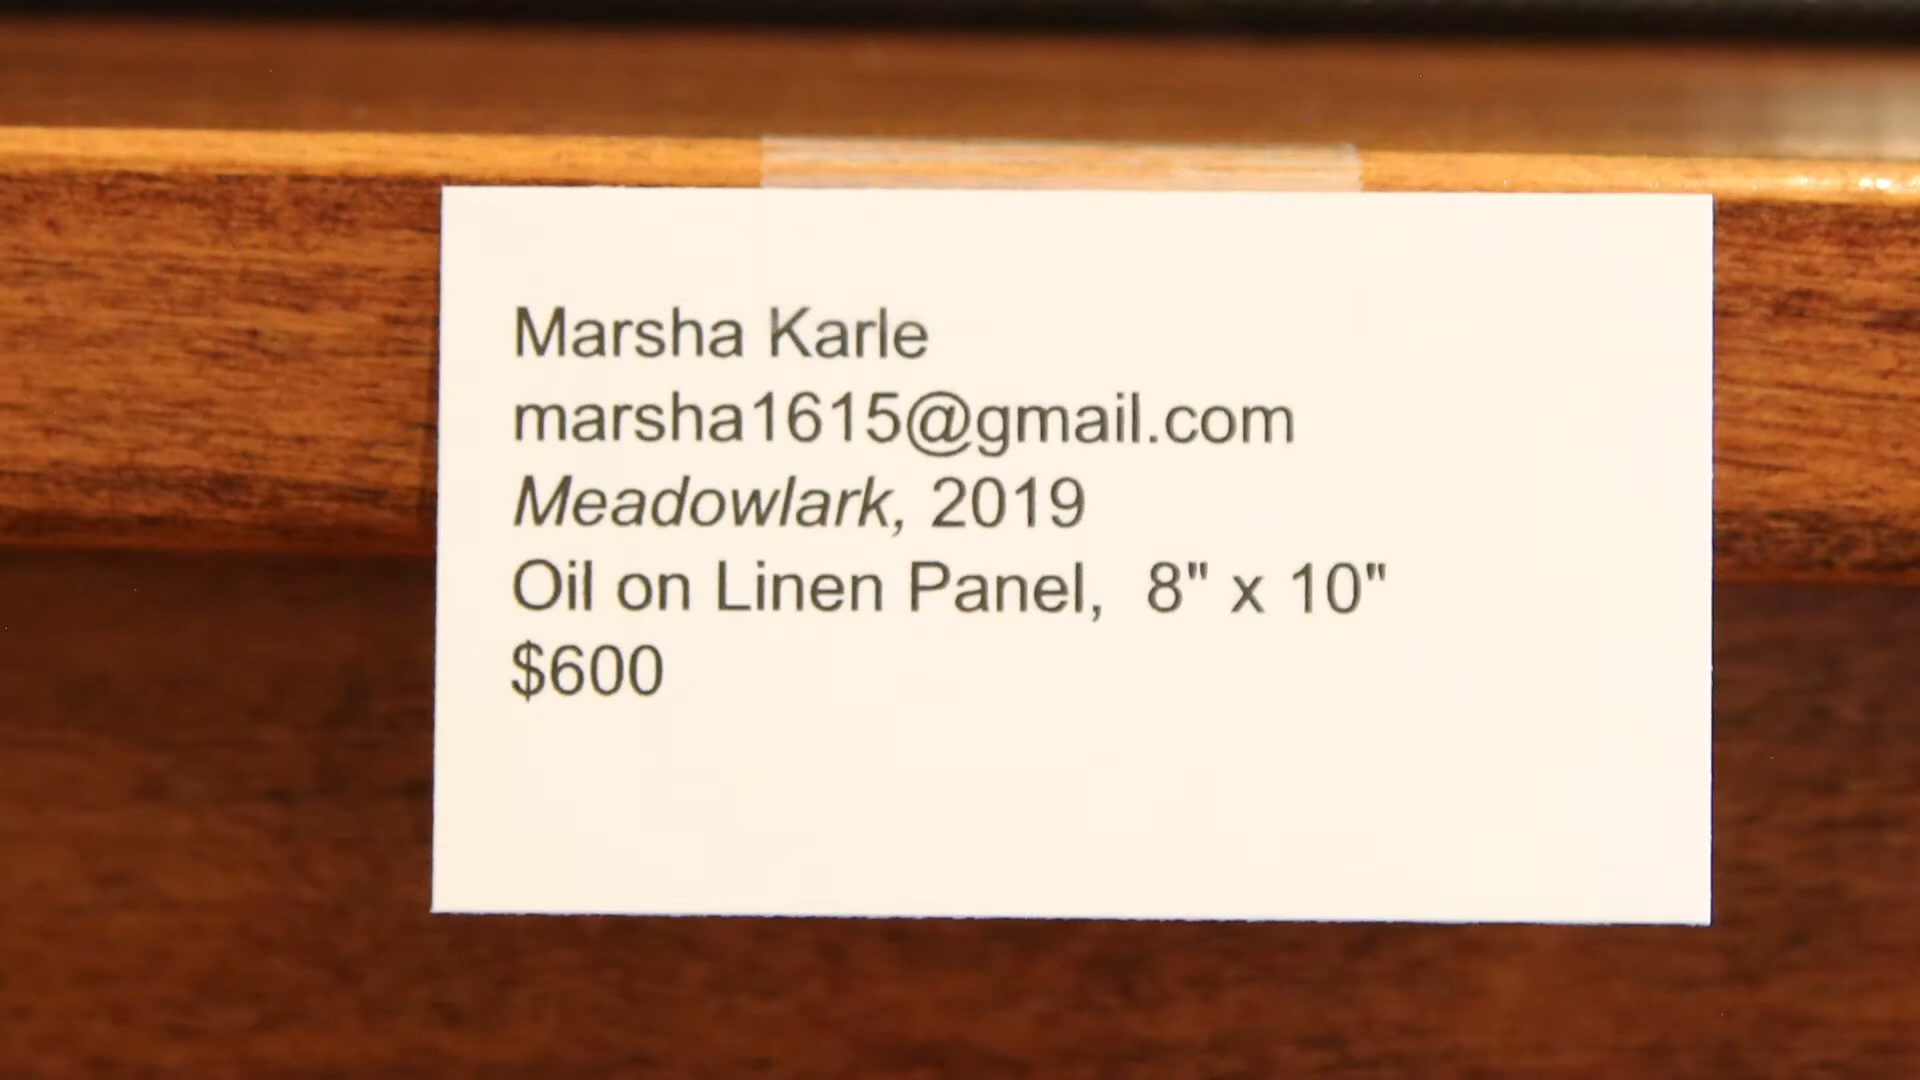 Marsha Karle
marsha1615@gmail.com
Meadowlark, 2019
Oil on Linen Panel,  8" x 10"
$600